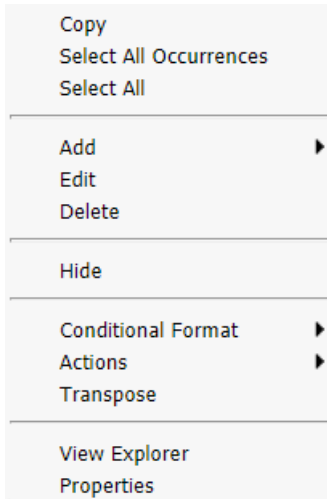 Copy
Select All Occurrences
Select All
Add
Edit
Delete
Hide
Conditional Format
Actions
Transpose
View Explorer
Properties